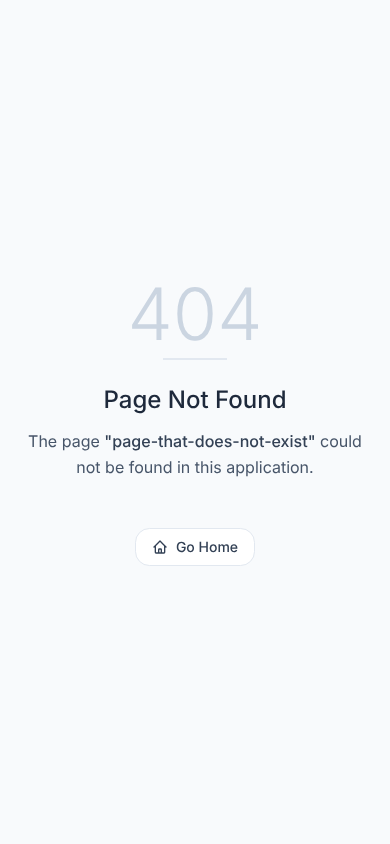 404
Page Not Found
The page "page-that-does-not-exist" could
not be found in this application.
Go Home